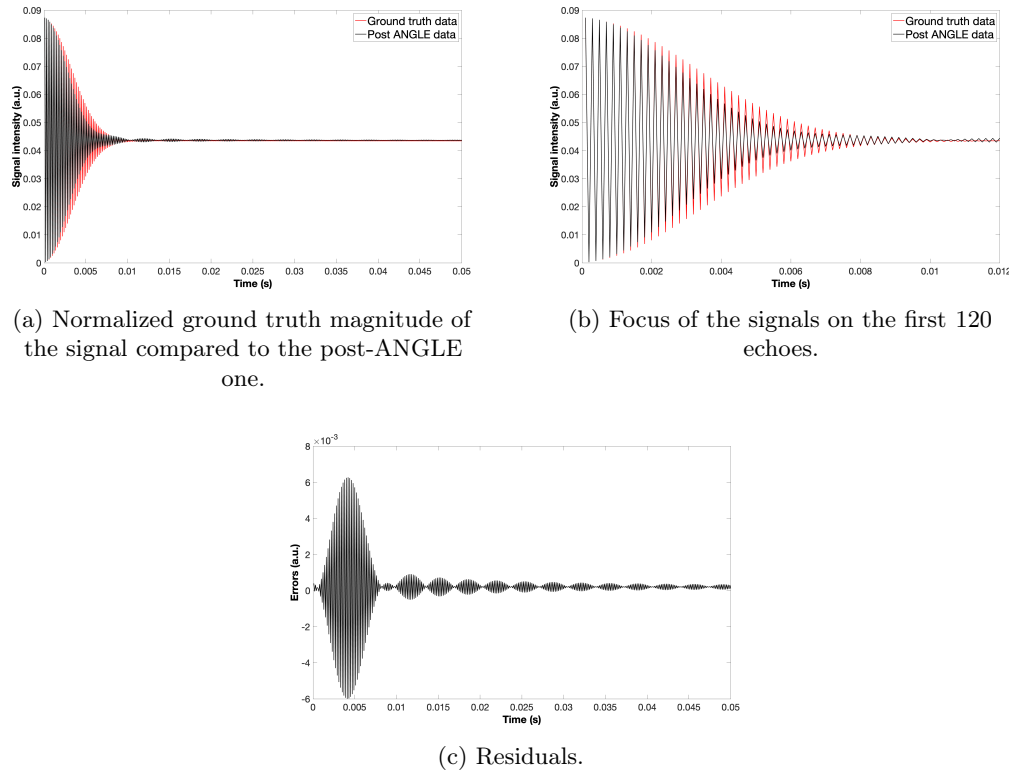 0.09
0.08
0.07
0.06
0.05
0.04
0.03
0.02
0.01
0
Signal intensity (a.u.)
Ground truth data
Post ANGLE data
0 0.005 0.01 0.015 0.02 0.025 0.03 0.035 0.04 0.045 0.05
Time (s)
0.09
0.08
0.07
0.06
0.05
0.04
0.03
0.02
0.01
0
Signal intensity (a.u.)
Ground truth data
Post ANGLE data
0 0.002 0.004 0.006 0.008 0.01 0.012
Time (s)
(a) Normalized ground truth magnitude of
the signal compared to the post-ANGLE
one.
(b) Focus of the signals on the first 120
echoes.
×10⁻³
8
6
4
2
0
-2
-4
-6
Errors (a.u.)
0 0.005 0.01 0.015 0.02 0.025 0.03 0.035 0.04 0.045 0.05
Time (s)
(c) Residuals.